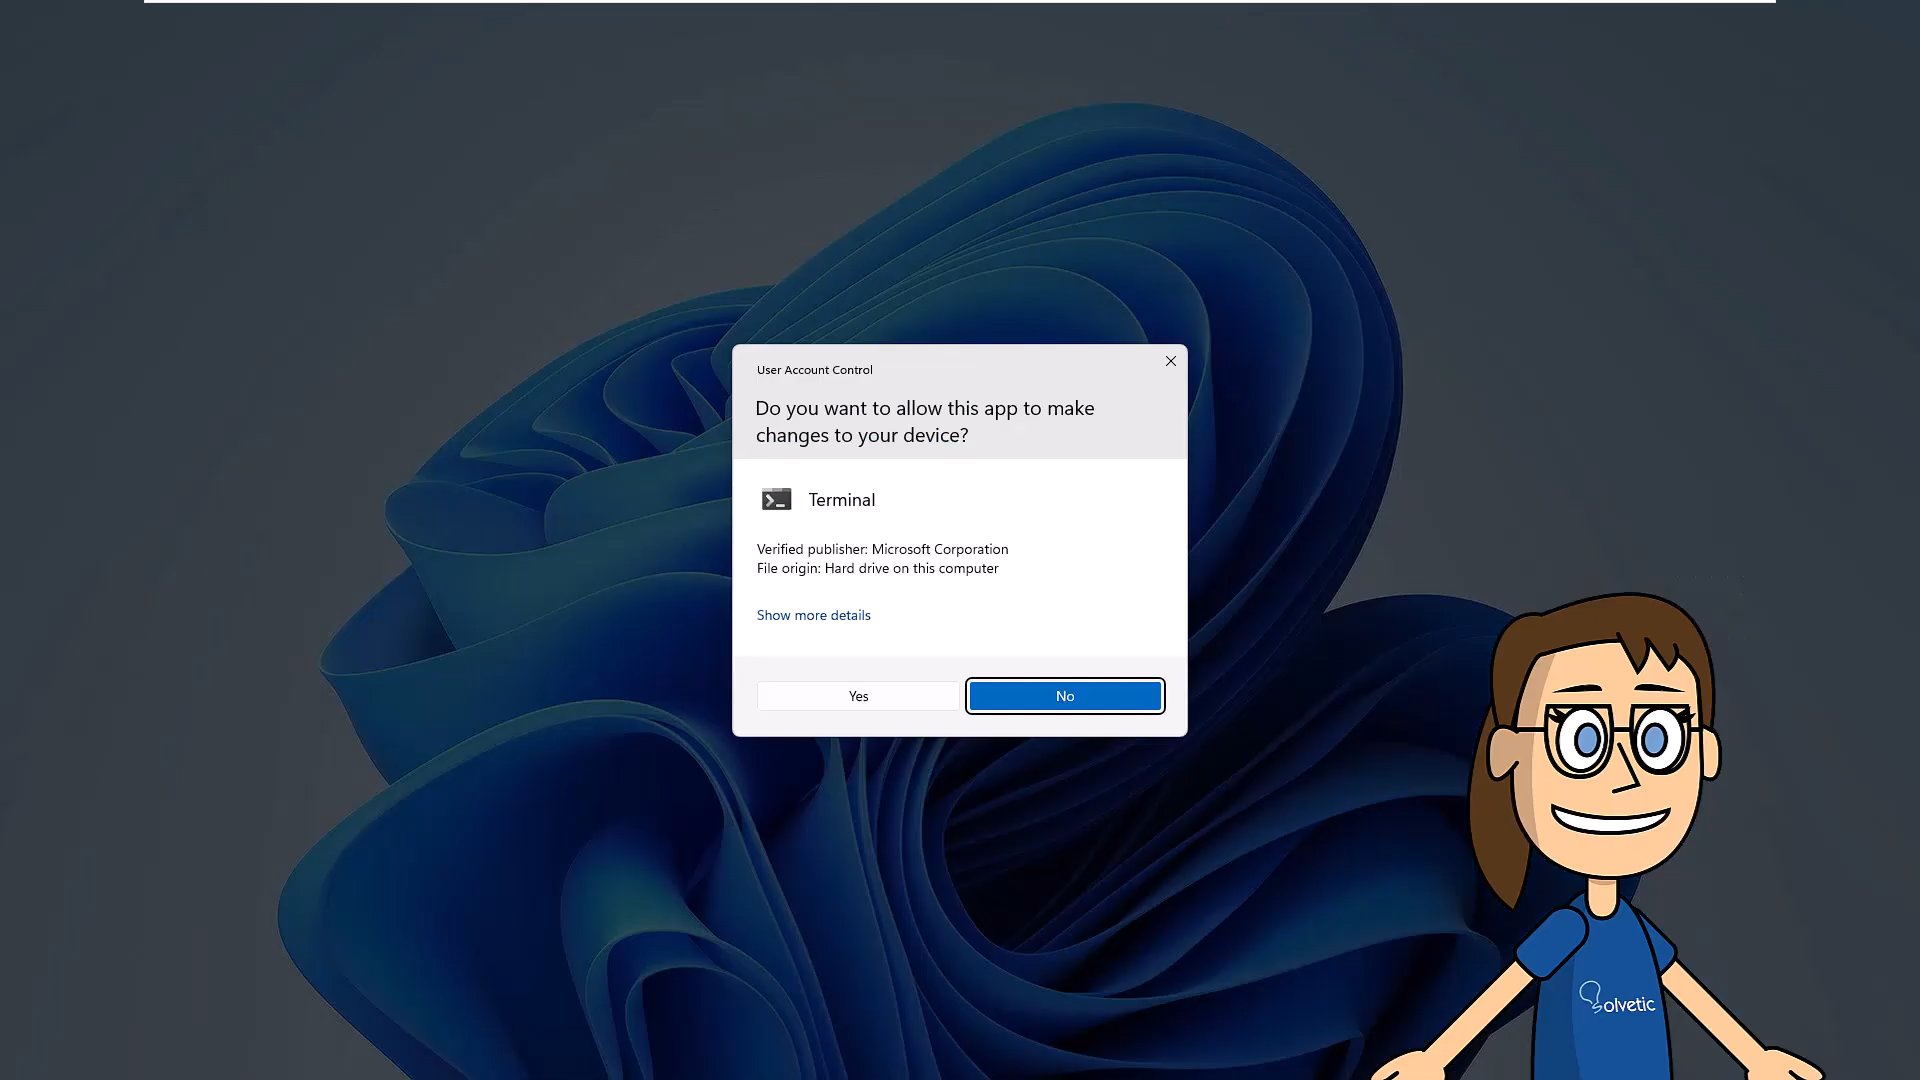 User Account Control
Do you want to allow this app to make
changes to your device?
Terminal
Verified publisher: Microsoft Corporation
File origin: Hard drive on this computer
Show more details
Yes
No
Solvetic